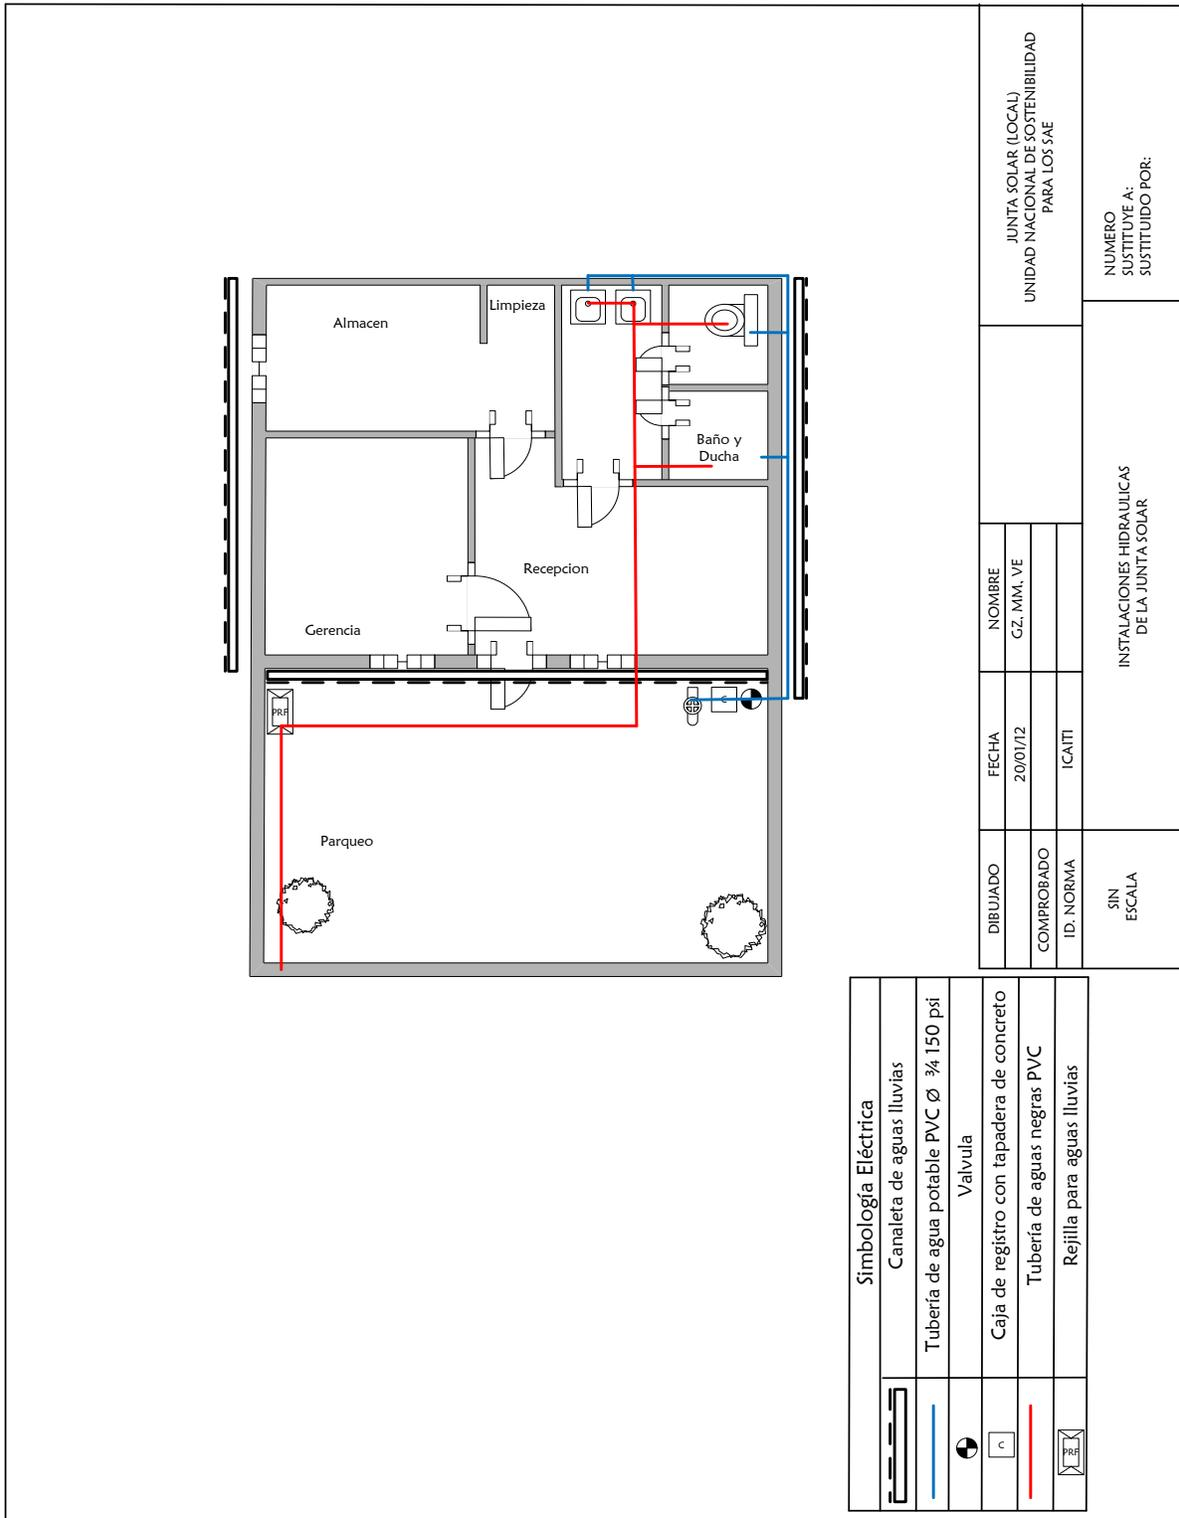 Almacen
Limpieza
Baño y
Ducha
Recepcion
Gerencia
PRF
C
Parqueo
JUNTA SOLAR (LOCAL)
UNIDAD NACIONAL DE SOSTENIBILIDAD
PARA LOS SAE
NUMERO
SUSTITUYE A:
SUSTITUIDO POR:
DIBUJADO
FECHA
NOMBRE
20/01/12
GZ, MM, VE
COMPROBADO
ID. NORMA
ICAITI
INSTALACIONES HIDRAULICAS
DE LA JUNTA SOLAR
SIN
ESCALA
Simbología Eléctrica
Canaleta de aguas lluvias
Tubería de agua potable PVC Ø ¾ 150 psi
Valvula
C
Caja de registro con tapadera de concreto
Tubería de aguas negras PVC
PRF
Rejilla para aguas lluvias